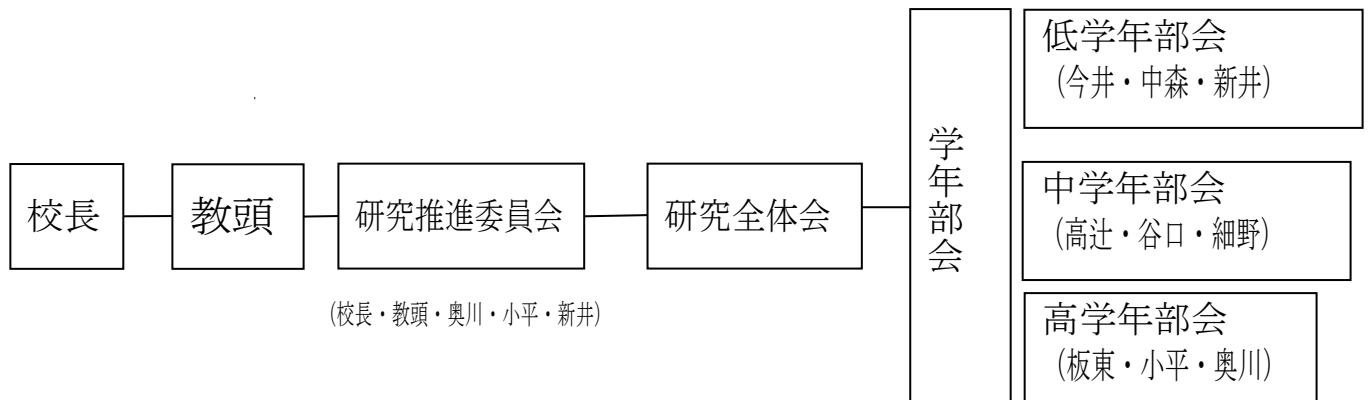 校長
教頭
研究推進委員会
(校長・教頭・奥川・小平・新井)
研究全体会
学年部会
低学年部会
(今井・中森・新井)
中学年部会
(高辻・谷口・細野)
高学年部会
(板東・小平・奥川)